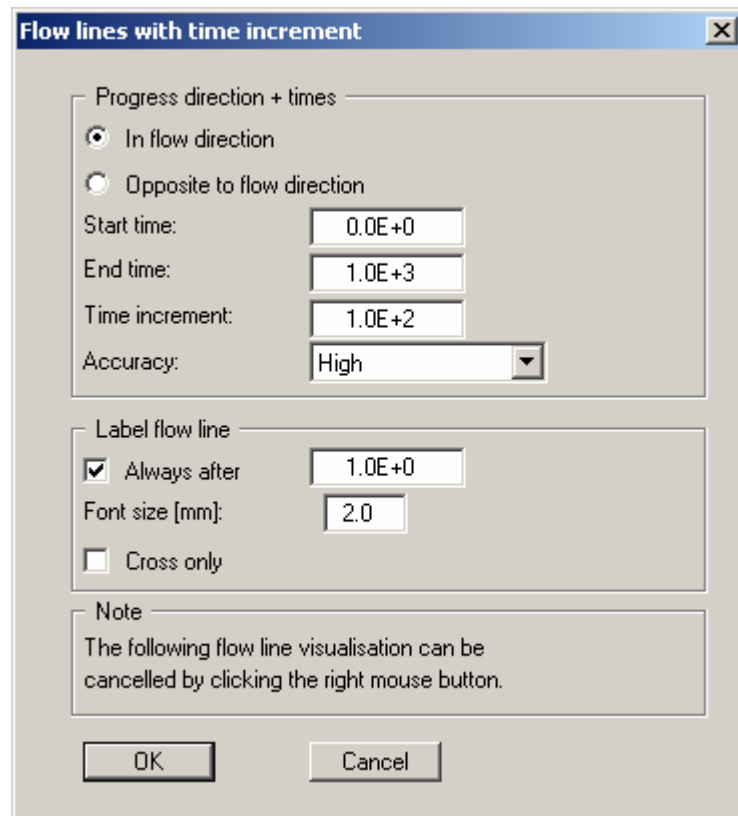 Flow lines with time increment
Progress direction + times
In flow direction
Opposite to flow direction
Start time: 0.0E+0
End time: 1.0E+3
Time increment: 1.0E+2
Accuracy: High
Label flow line
Always after 1.0E+0
Font size [mm]: 2.0
Cross only
Note
The following flow line visualisation can be
cancelled by clicking the right mouse button.
OK Cancel